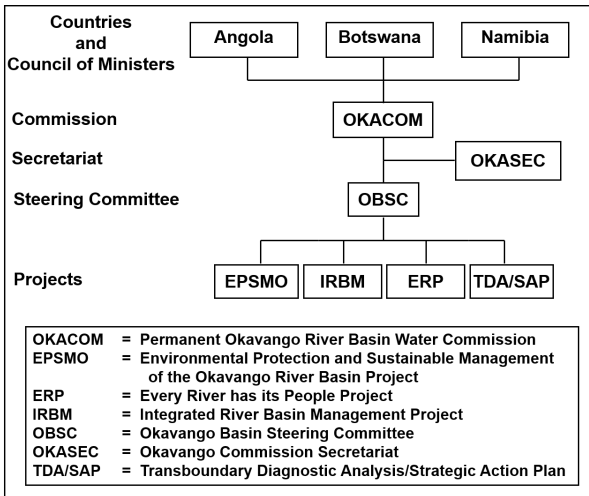 Countries
and
Council of Ministers
Angola Botswana Namibia
Commission
OKACOM
Secretariat
OKASEC
Steering Committee
OBSC
Projects
EPSMO IRBM ERP TDA/SAP
OKACOM = Permanent Okavango River Basin Water Commission
EPSMO = Environmental Protection and Sustainable Management
of the Okavango River Basin Project
ERP = Every River has its People Project
IRBM = Integrated River Basin Management Project
OBSC = Okavango Basin Steering Committee
OKASEC = Okavango Commission Secretariat
TDA/SAP = Transboundary Diagnostic Analysis/Strategic Action Plan